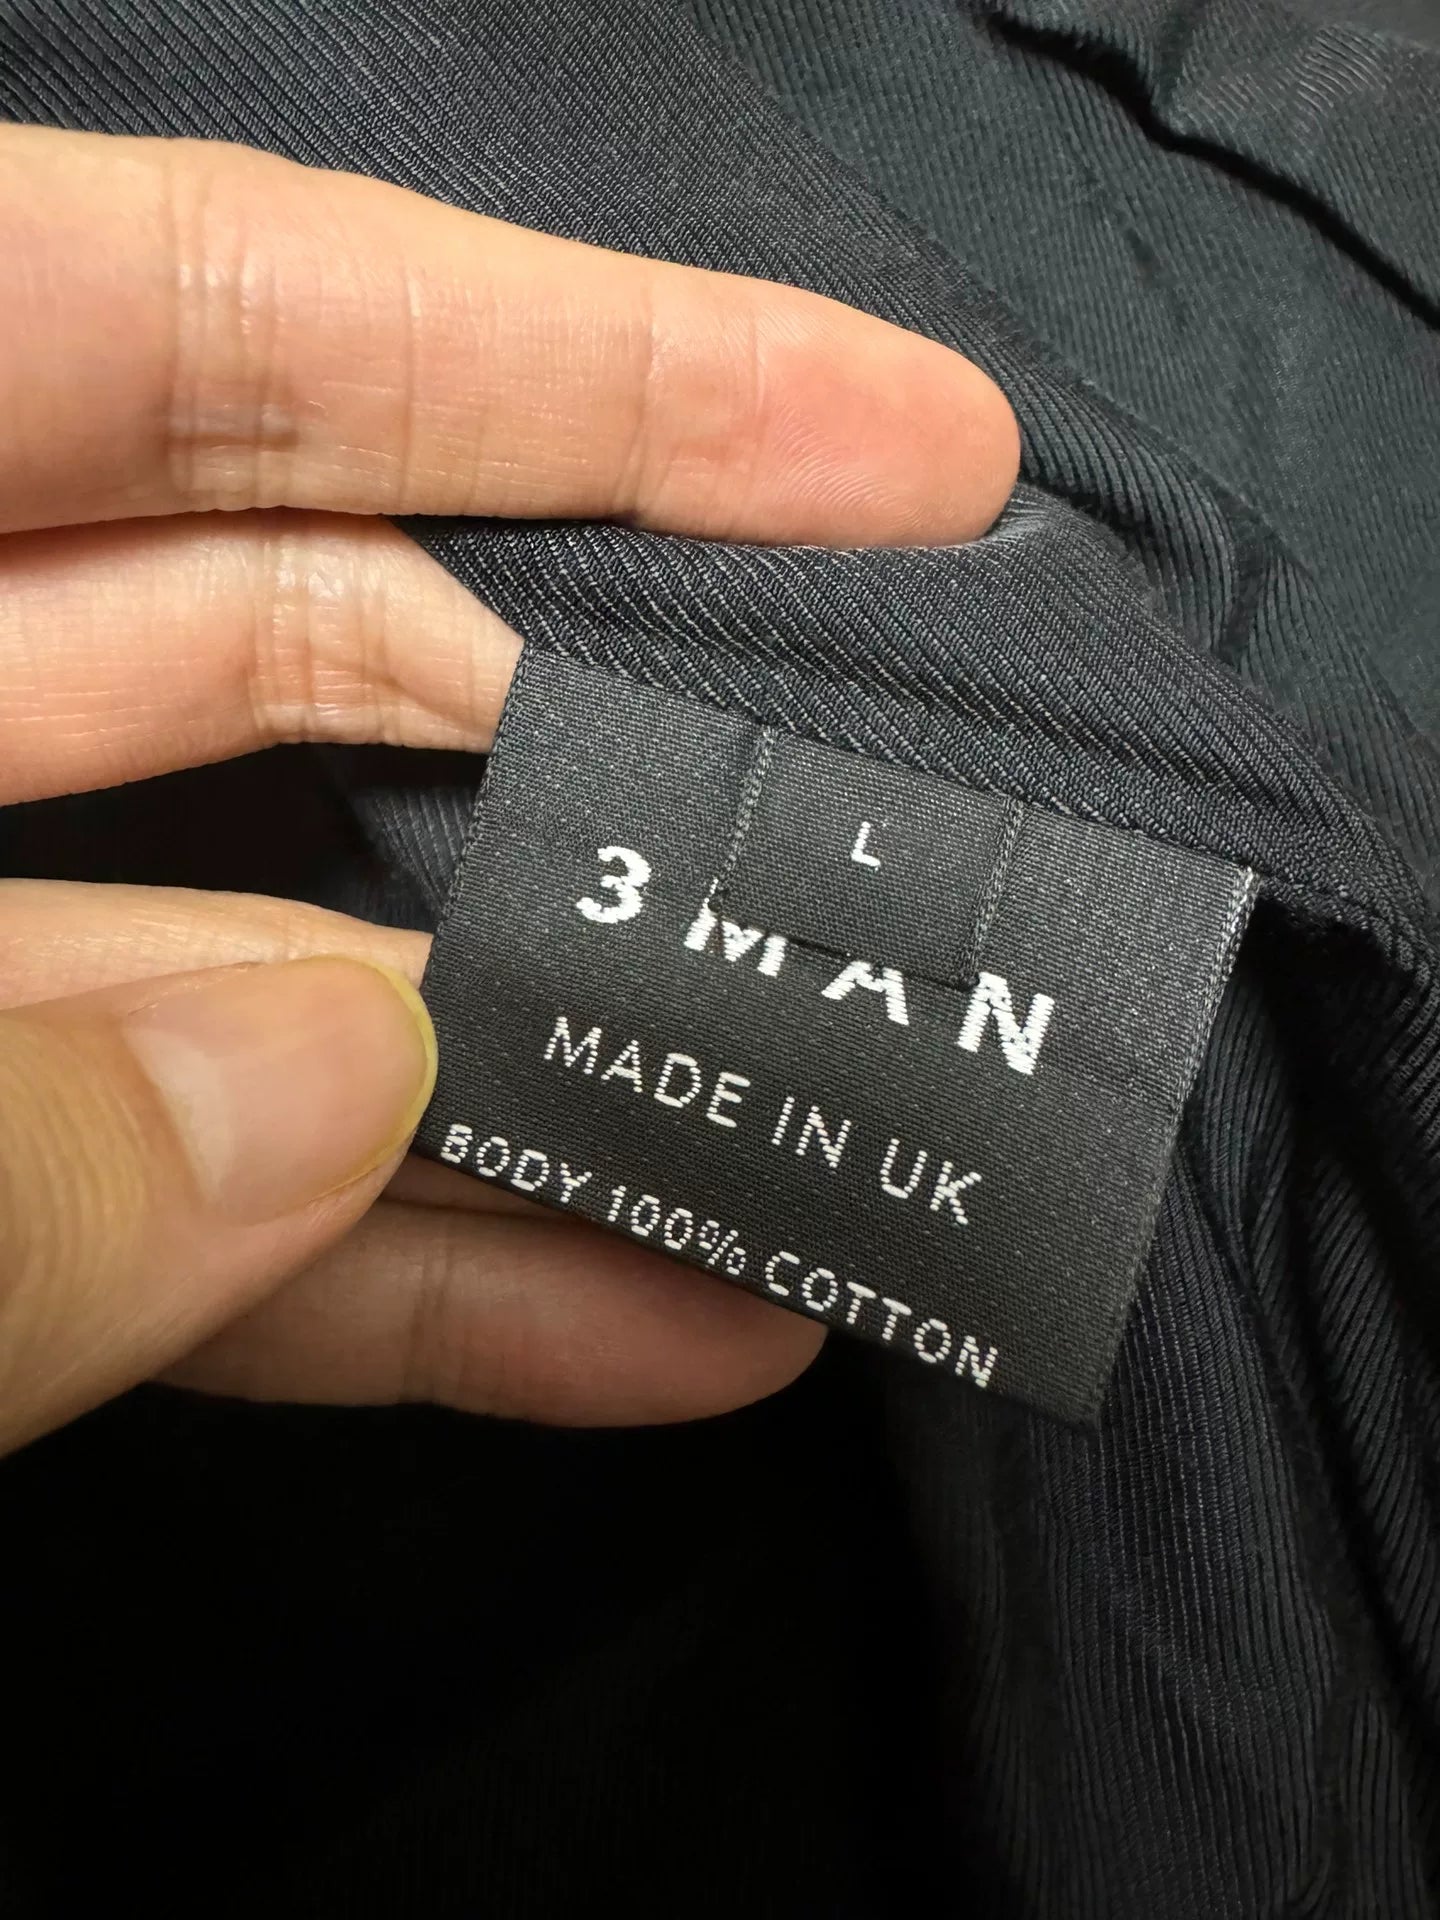 L
3 MAN
MADE IN UK
BODY 100% COTTON